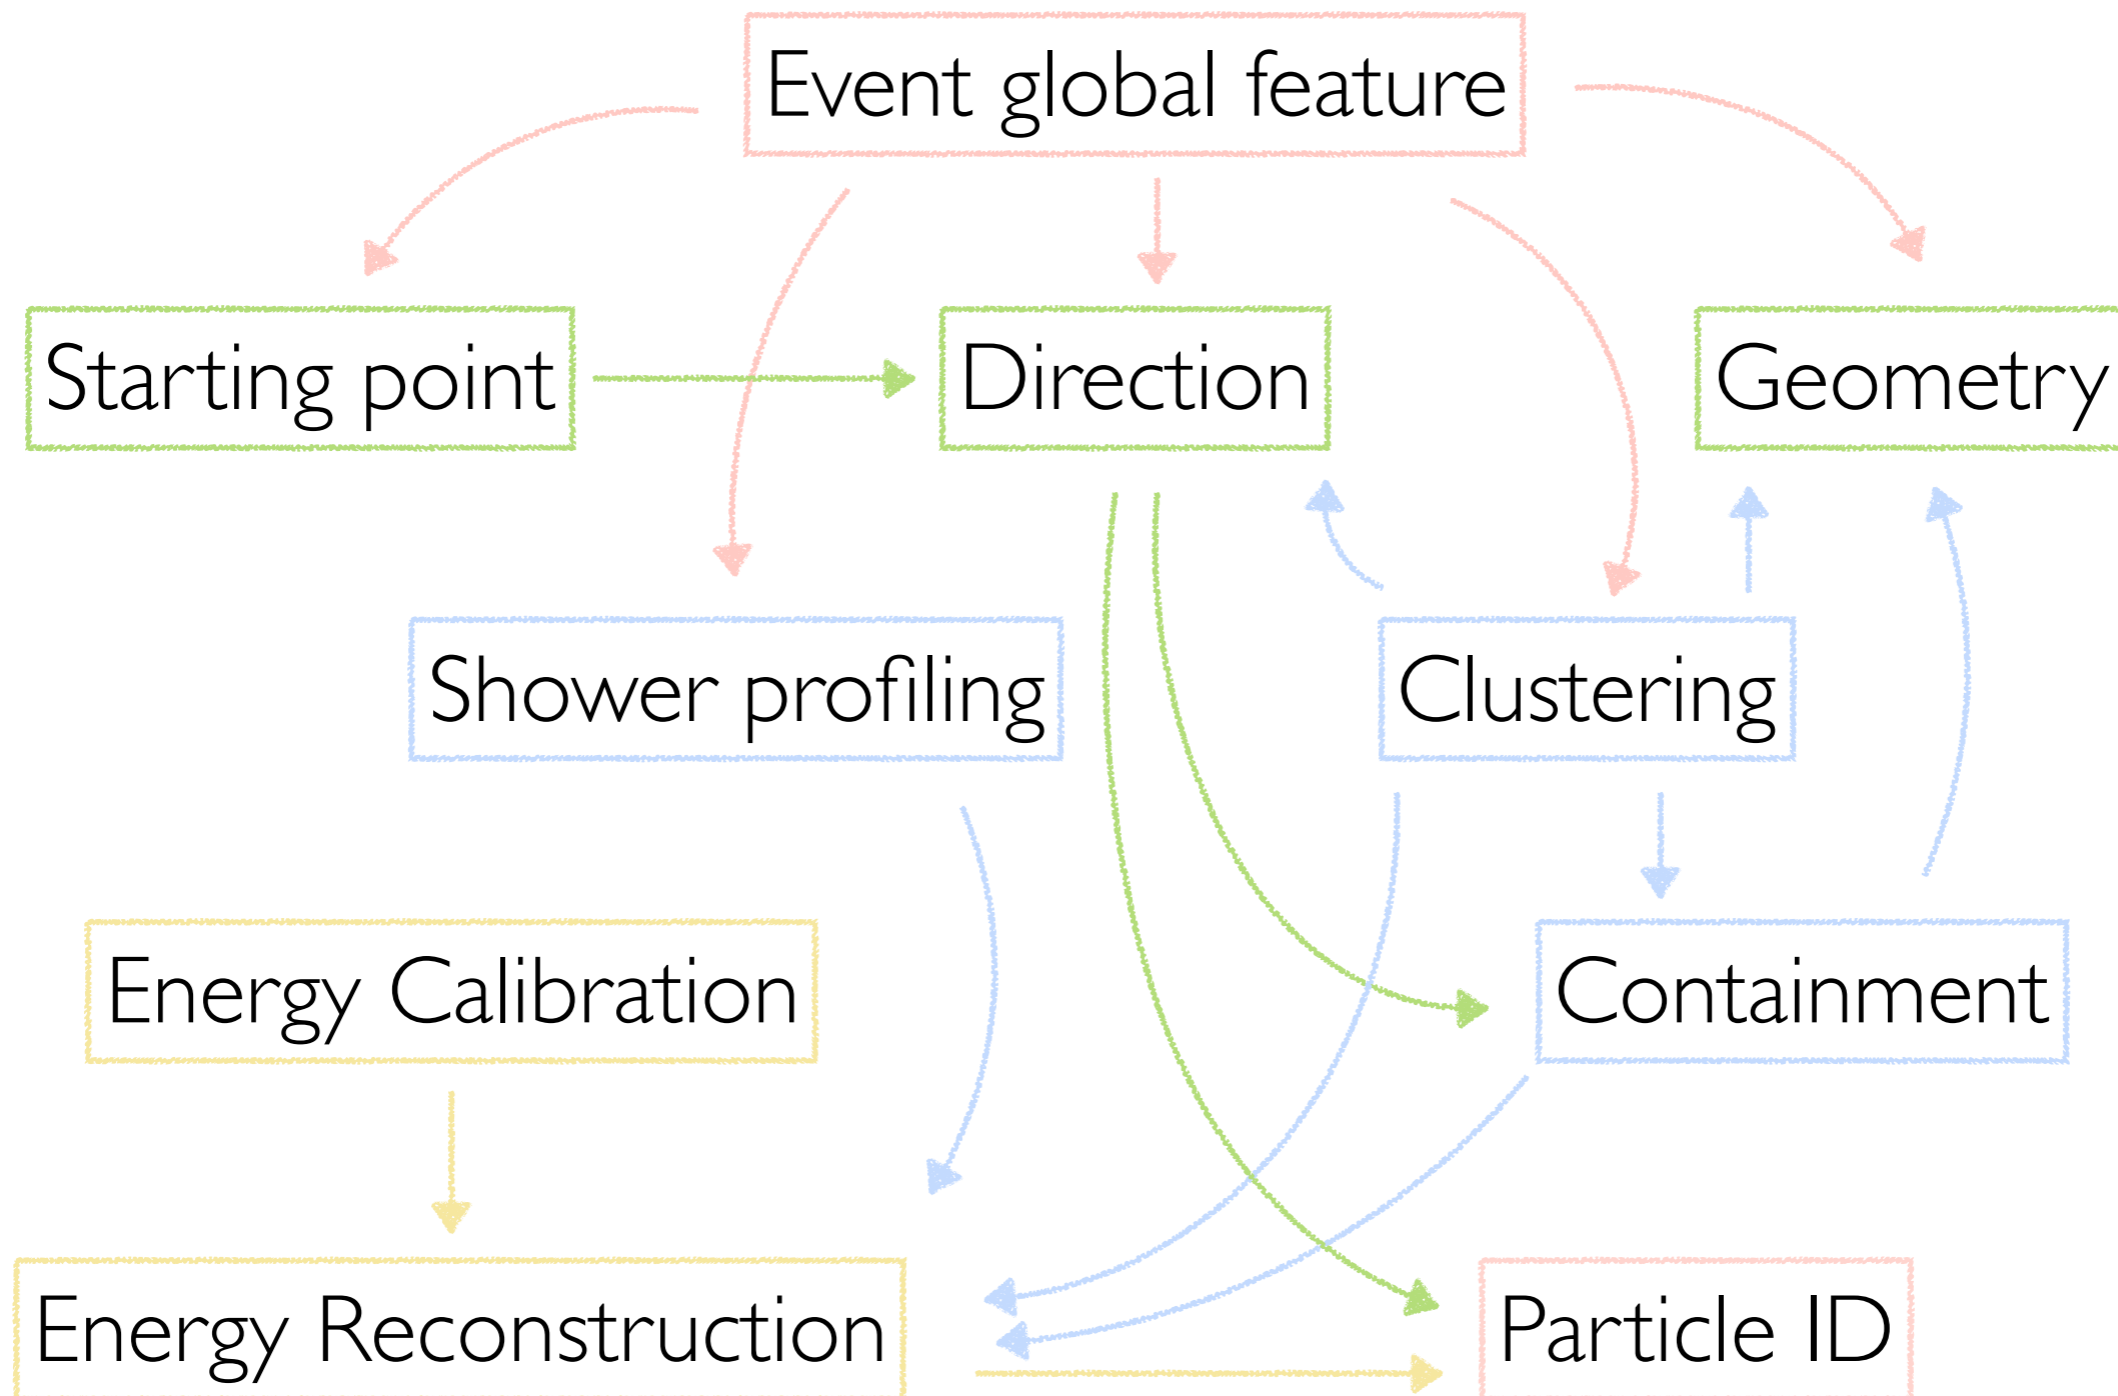 Event global feature
Starting point
Direction
Geometry
Shower profiling
Clustering
Energy Calibration
Containment
Energy Reconstruction
Particle ID